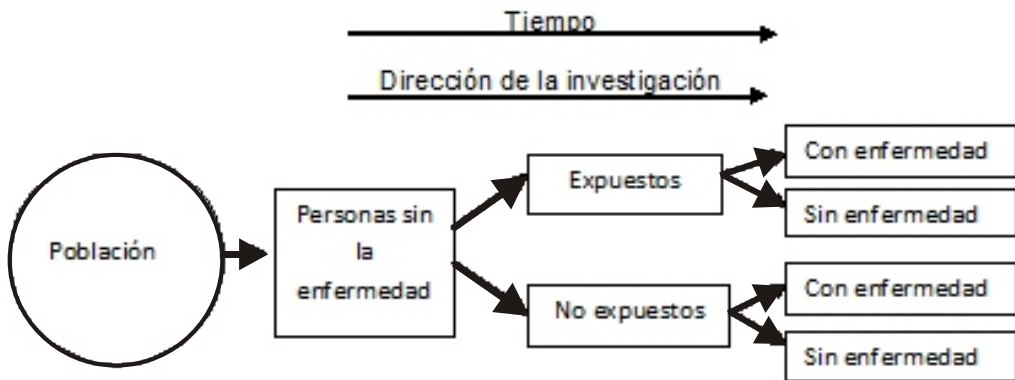 Tiempo
Dirección de la investigación
Población
Personas sin
la
enfermedad
Expuestos
No expuestos
Con enfermedad
Sin enfermedad
Con enfermedad
Sin enfermedad